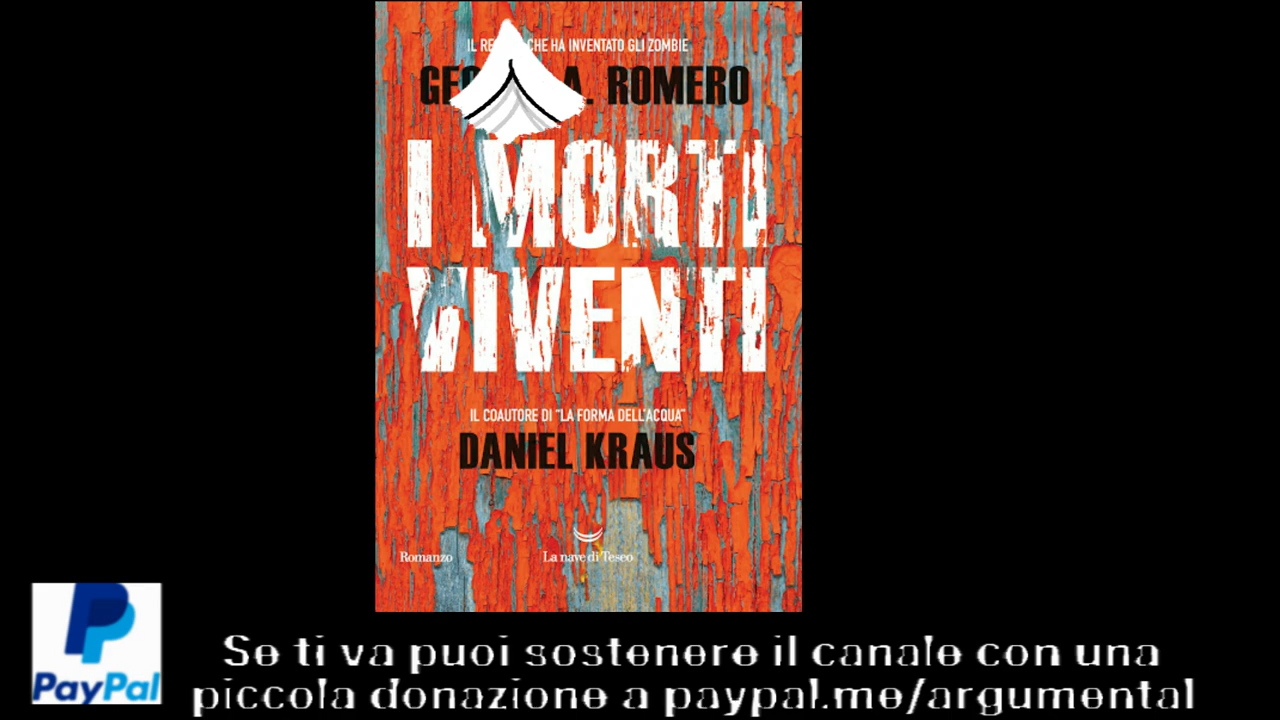 IL CHE HA INVENTATO GLI ZOMBIE
A. ROMERO
I MORTI
VIVENTI
IL COAUTORE DI "LA FORMA DELL'ACQUA"
DANIEL KRAUS
Romanzo
La nave di Teseo
PayPal
Se ti va puoi sostenere il canale con una
piccola donazione a paypal.me/argumental